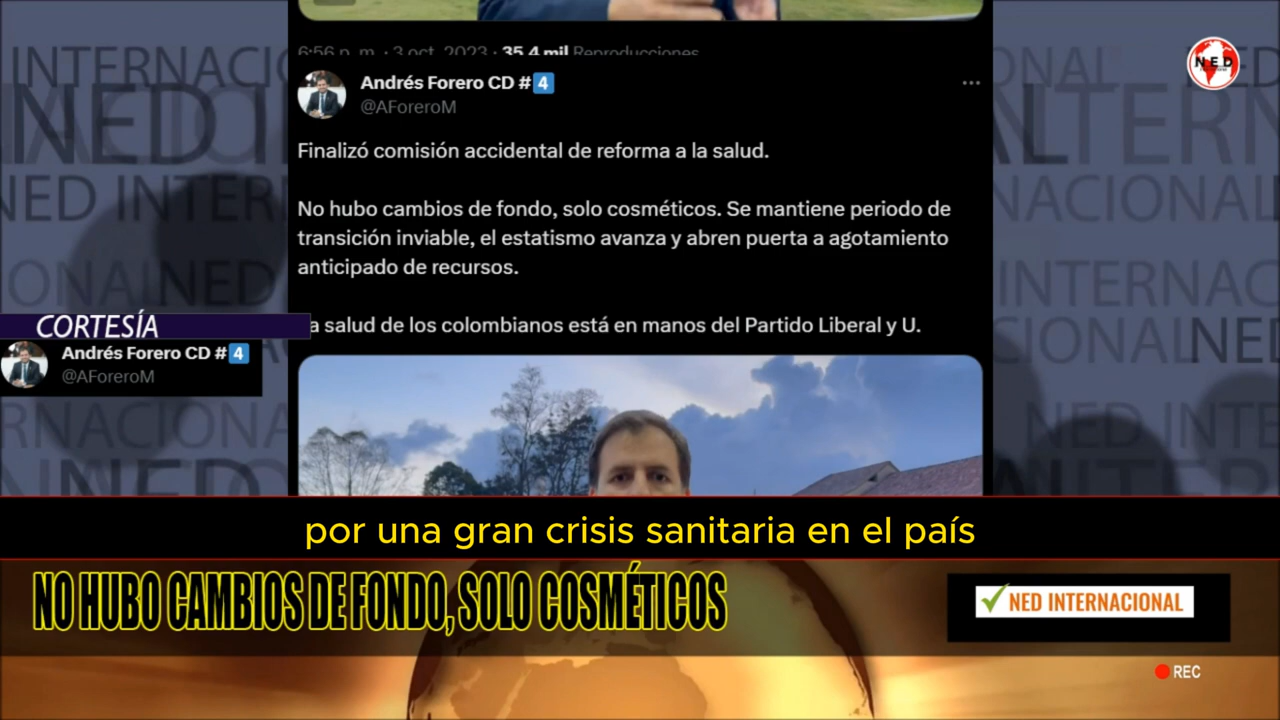 6:56 p. m. · 3 oct. 2023 · 35,4 mil Reproducciones
Andrés Forero CD #4
@AForeroM
NED
Finalizó comisión accidental de reforma a la salud.
No hubo cambios de fondo, solo cosméticos. Se mantiene periodo de
transición inviable, el estatismo avanza y abren puerta a agotamiento
anticipado de recursos.
a salud de los colombianos está en manos del Partido Liberal y U.
CORTESÍA
Andrés Forero CD #4
@AForeroM
por una gran crisis sanitaria en el país
NO HUBO CAMBIOS DE FONDO, SOLO COSMÉTICOS
NED INTERNACIONAL
REC